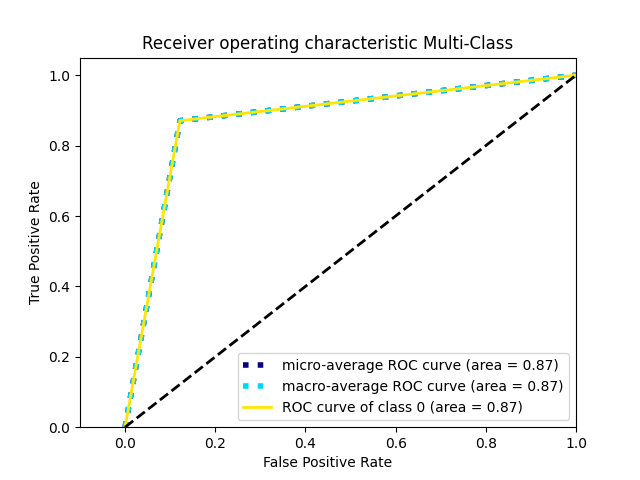 Receiver operating characteristic Multi-Class
1.0
0.8
0.6
0.4
0.2
0.0
True Positive Rate
micro-average ROC curve (area = 0.87)
macro-average ROC curve (area = 0.87)
ROC curve of class 0 (area = 0.87)
0.0 0.2 0.4 0.6 0.8 1.0
False Positive Rate